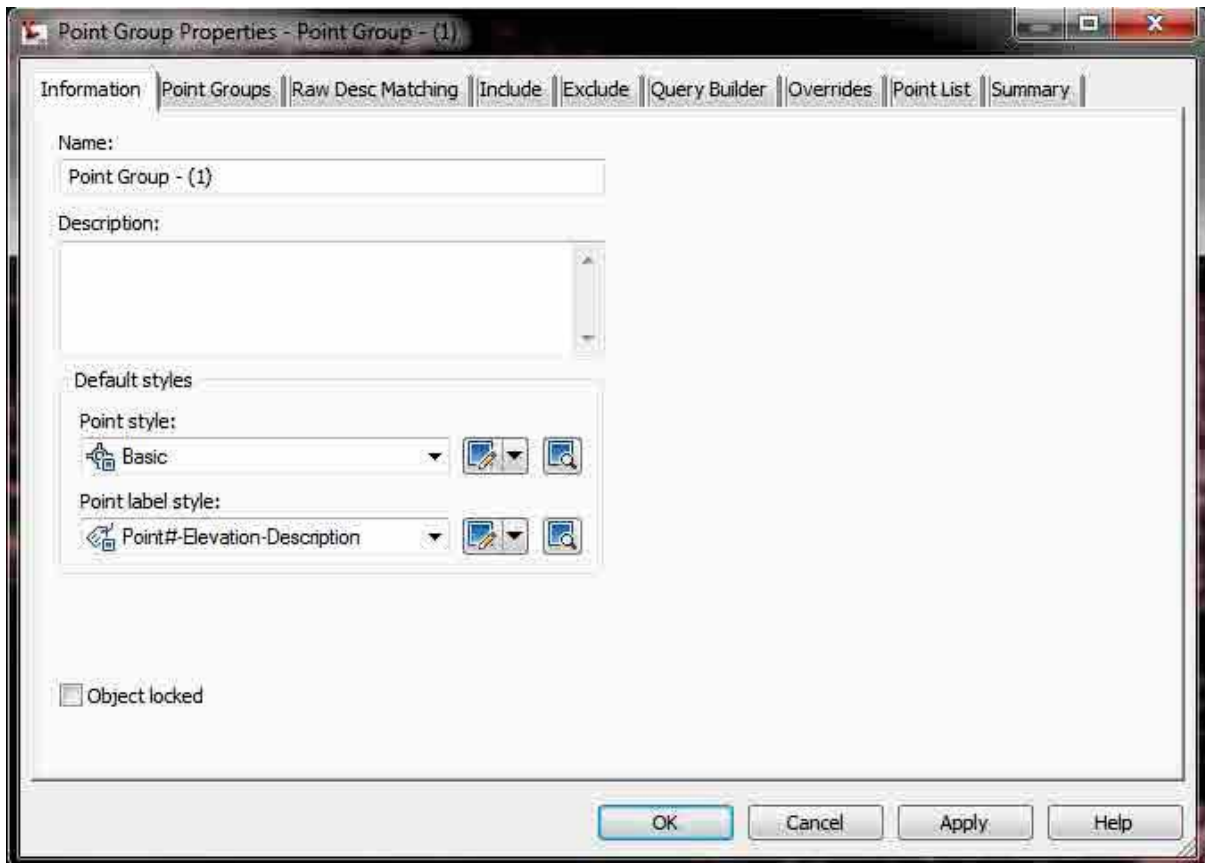 Point Group Properties - Point Group - (1)
Information Point Groups Raw Desc Matching Include Exclude Query Builder Overrides Point List Summary
Name:
Point Group - (1)
Description:
Default styles
Point style:
Basic
Point label style:
Point#-Elevation-Description
Object locked
OK Cancel Apply Help